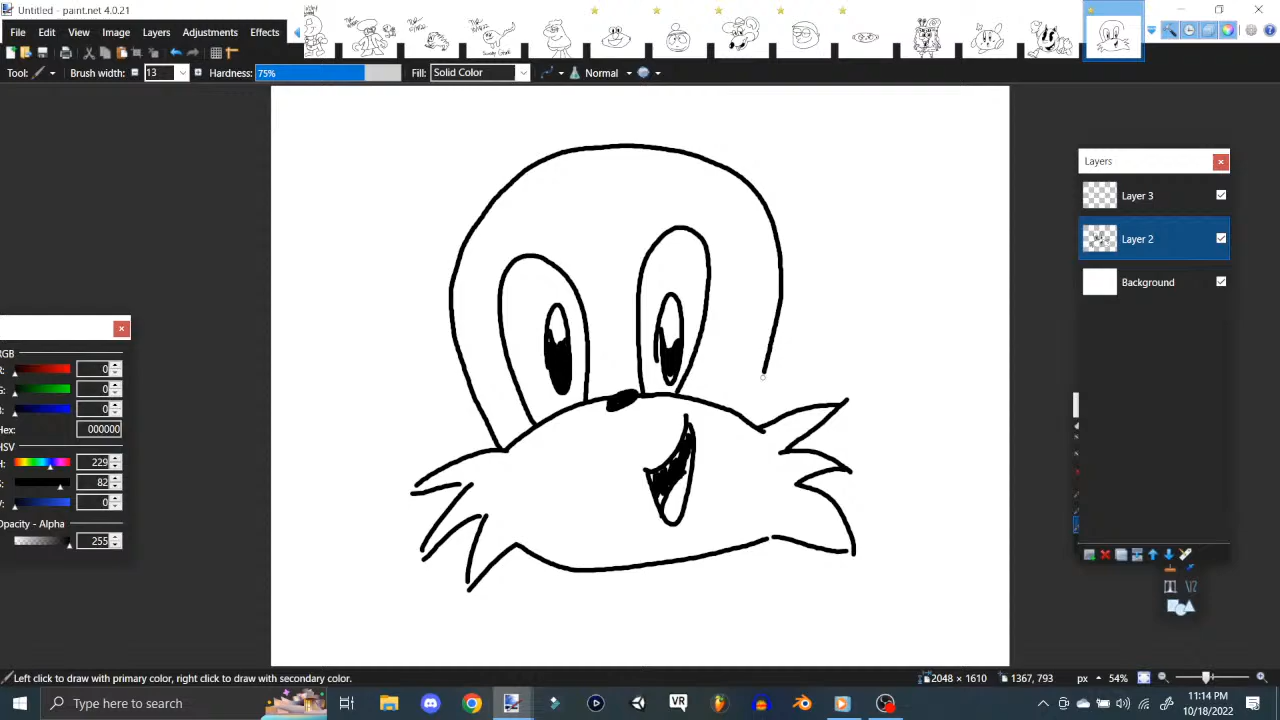 Untitled - paint.net 4.0.21
File Edit View Image Layers Adjustments Effects
Tool: Brush width: 13 Hardness: 75% Fill: Solid Color Normal
Layers
Layer 3
Layer 2
Background
RGB
R: 0
G: 0
B: 0
Hex: 000000
HSV
H: 229
S: 82
V: 0
Opacity - Alpha
255
Left click to draw with primary color, right click to draw with secondary color.
2048 × 1610 1367, 793 px 54%
Type here to search
VR
11:14 PM
10/18/2022